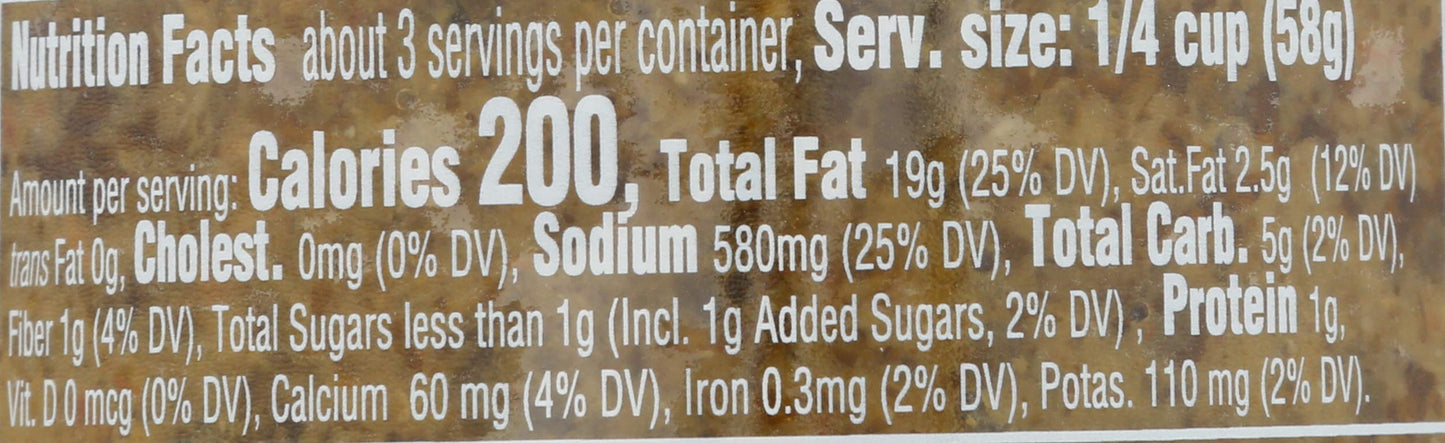 Nutrition Facts about 3 servings per container, Serv. size: 1/4 cup (58g)
Amount per serving: Calories 200, Total Fat 19g (25% DV), Sat.Fat 2.5g (12% DV)
trans Fat 0g, Cholest. 0mg (0% DV), Sodium 580mg (25% DV), Total Carb. 5g (2% DV),
Fiber 1g (4% DV), Total Sugars less than 1g (Incl. 1g Added Sugars, 2% DV) , Protein 1g,
Vit. D 0 mcg (0% DV), Calcium 60 mg (4% DV), Iron 0.3mg (2% DV), Potas. 110 mg (2% DV).